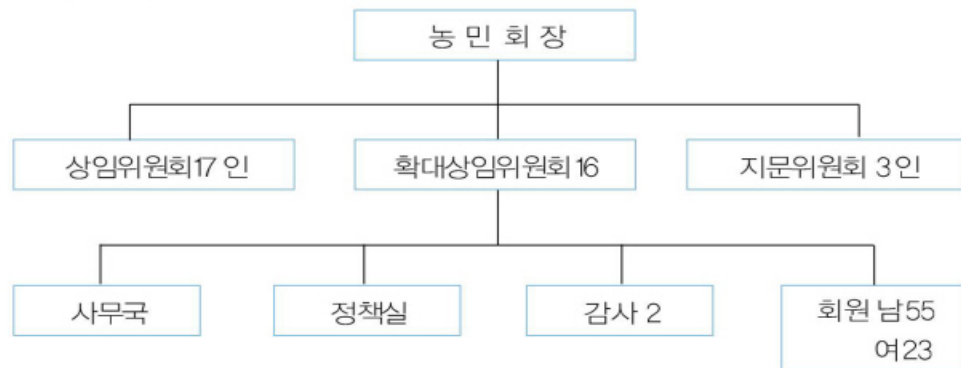 농 민 회 장
상임위원회17 인
확대상임위원회 16
지문위원회 3 인
사무국
정책실
감사 2
회원 남55
여23